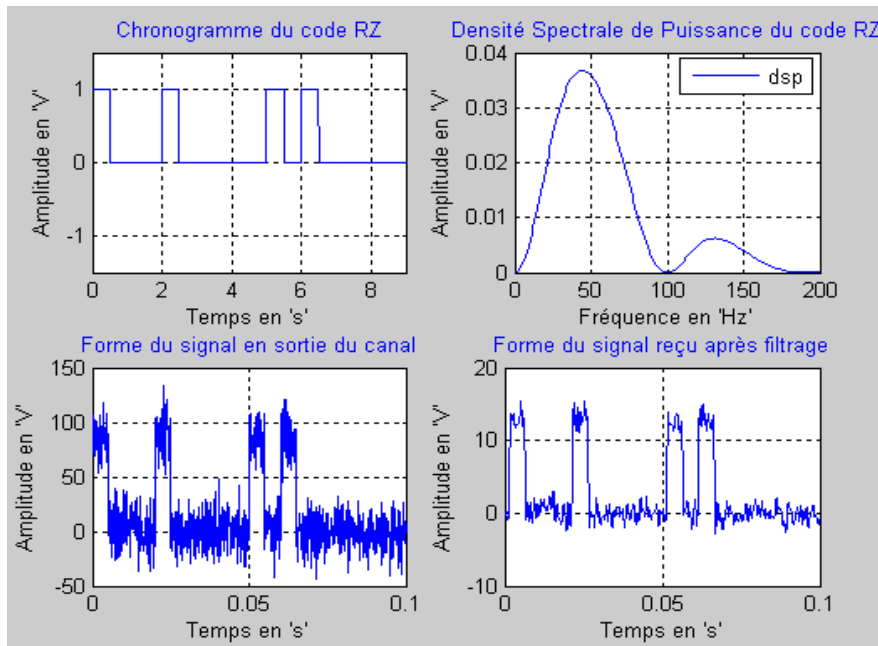 Chronogramme du code RZ
Amplitude en 'V'
1
0
-1
0 2 4 6 8
Temps en 's'
Densité Spectrale de Puissance du code RZ
Amplitude en 'V'
0.04
0.03
0.02
0.01
0
dsp
0 50 100 150 200
Fréquence en 'Hz'
Forme du signal en sortie du canal
Amplitude en 'V'
150
100
50
0
-50
0 0.05 0.1
Temps en 's'
Forme du signal reçu après filtrage
Amplitude en 'V'
20
10
0
-10
0 0.05 0.1
Temps en 's'